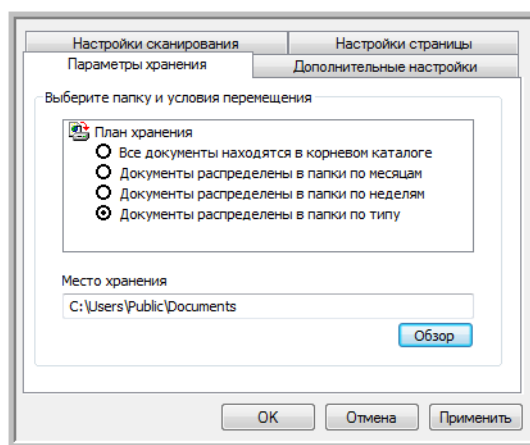 Настройки сканирования Настройки страницы
Параметры хранения Дополнительные настройки
Выберите папку и условия перемещения
План хранения
Все документы находятся в корневом каталоге
Документы распределены в папки по месяцам
Документы распределены в папки по неделям
Документы распределены в папки по типу
Место хранения
C:\Users\Public\Documents
Обзор
OK Отмена Применить